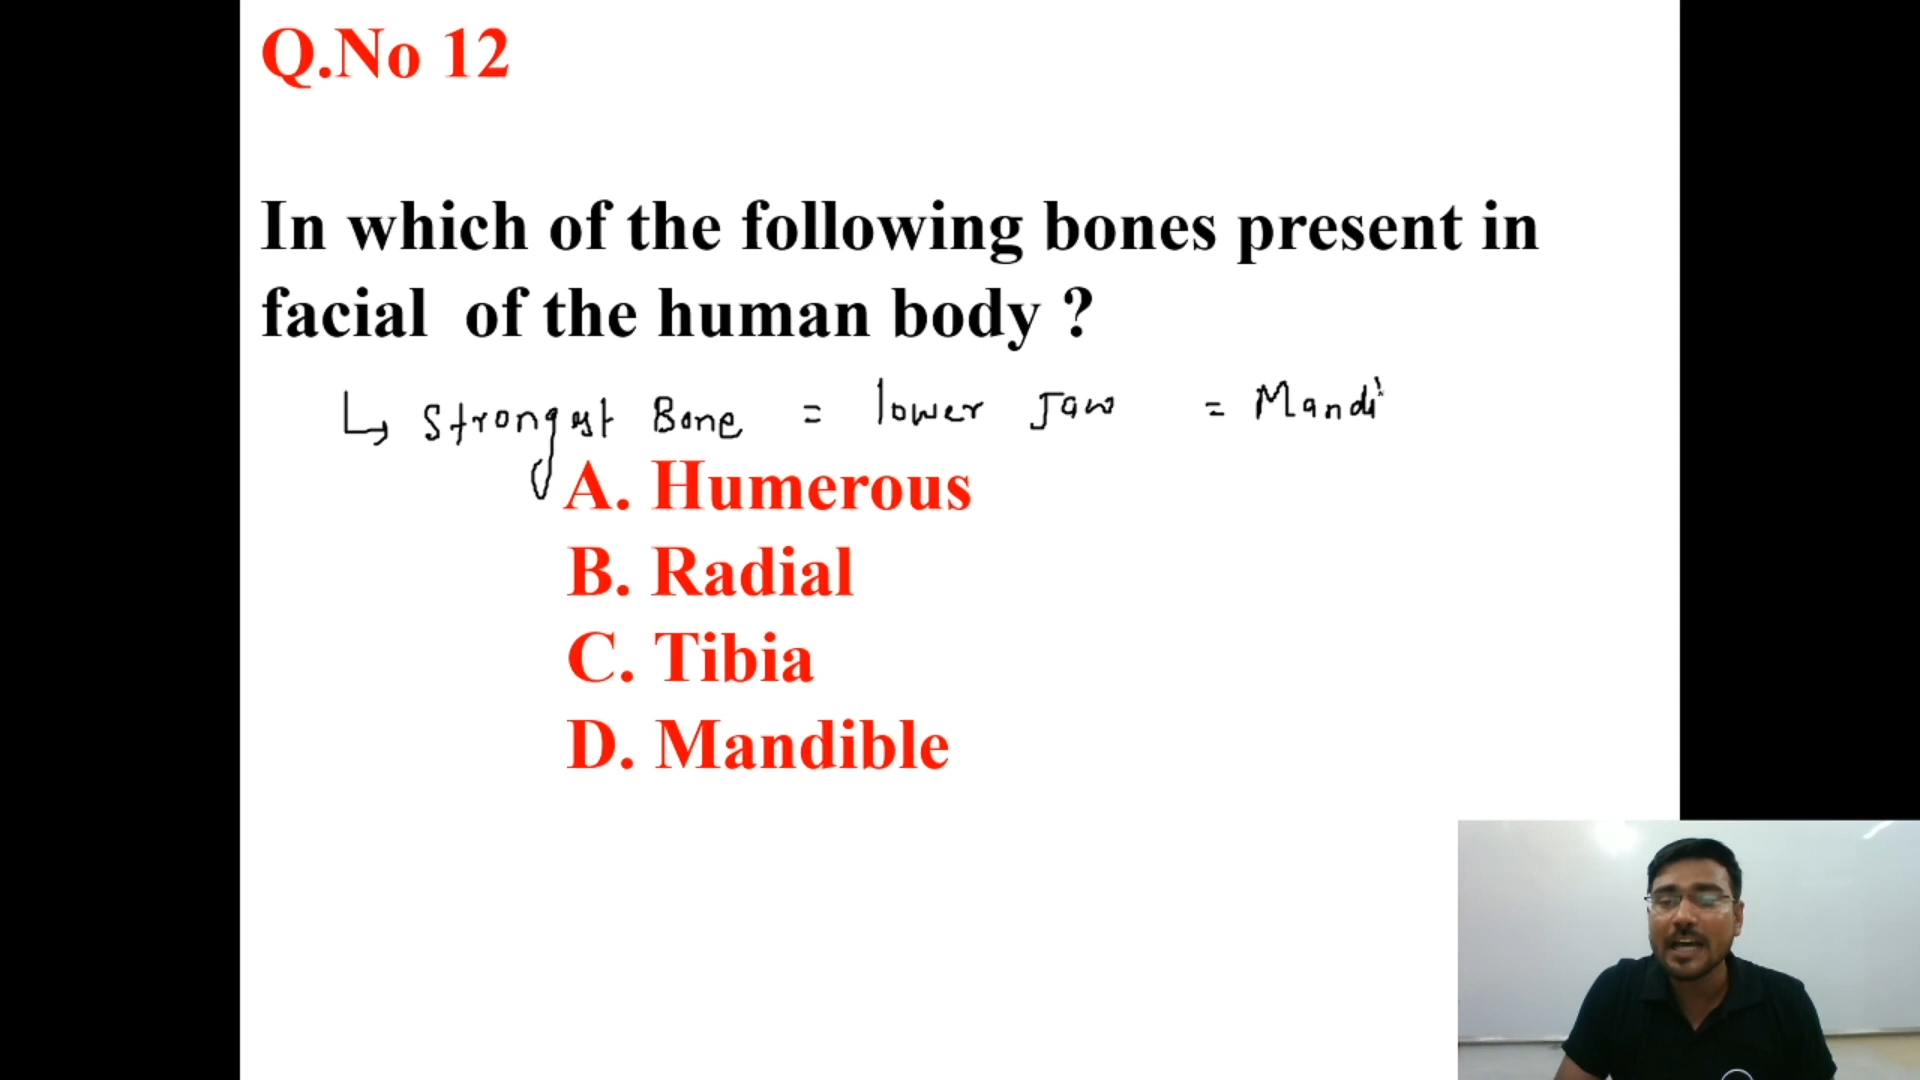 Q.No 12
In which of the following bones present in
facial of the human body ?
↳ Strongest Bone = lower Jaw = Mandi
A. Humerous
B. Radial
C. Tibia
D. Mandible